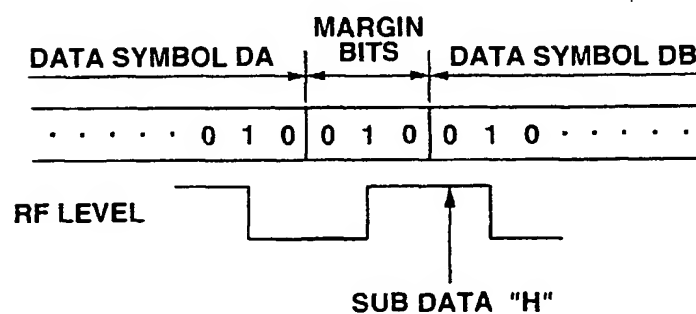 MARGIN
DATA SYMBOL DA BITS DATA SYMBOL DB
· · · · · 0 1 0 0 1 0 0 1 0 · · · · ·
RF LEVEL
SUB DATA "H"